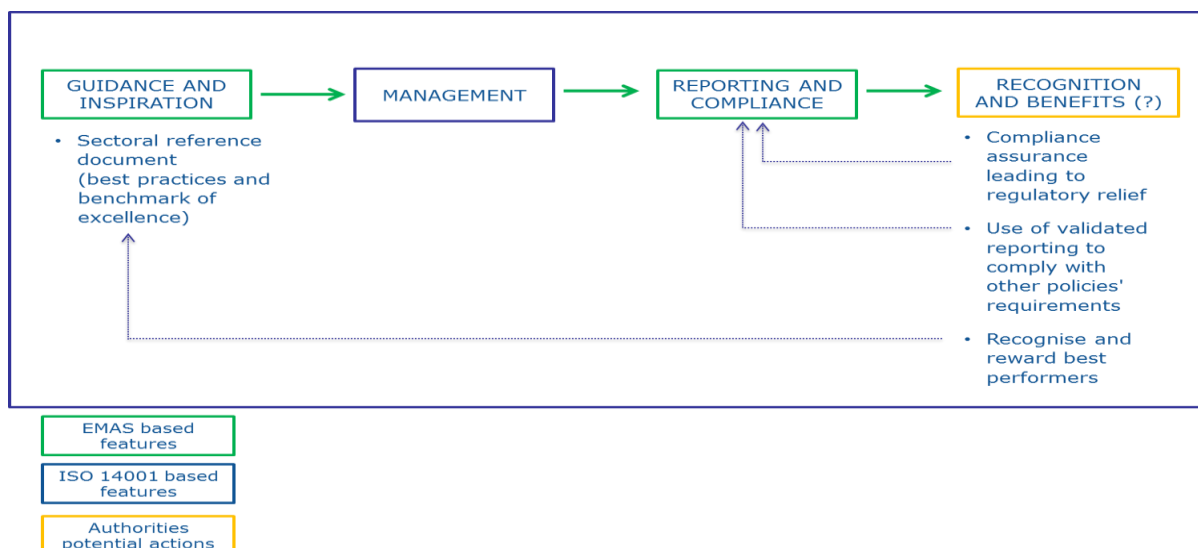 GUIDANCE AND
INSPIRATION
• Sectoral reference
document
(best practices and
benchmark of
excellence)
MANAGEMENT
REPORTING AND
COMPLIANCE
RECOGNITION
AND BENEFITS (?)
• Compliance
assurance
leading to
regulatory relief
• Use of validated
reporting to
comply with
other policies'
requirements
• Recognise and
reward best
performers
EMAS based
features
ISO 14001 based
features
Authorities
potential actions